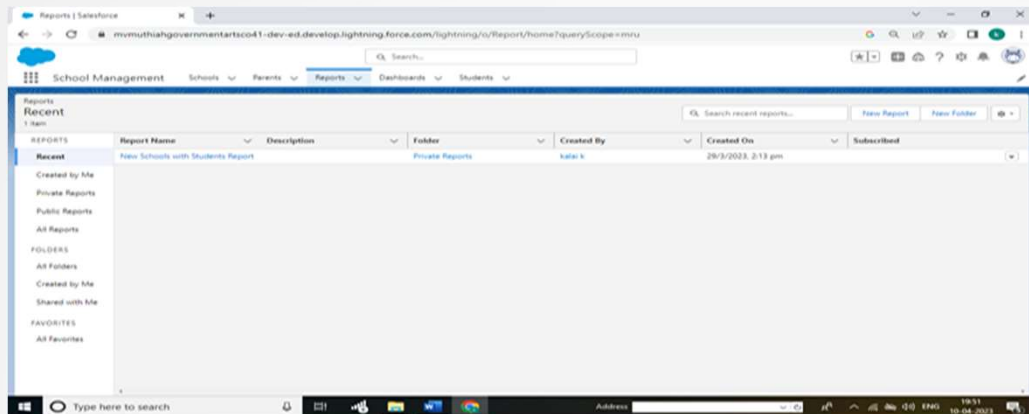 Reports | Salesforce
mvmuthiahgovernmentartsco41-dev-ed.develop.lightning.force.com/lightning/o/Report/home?queryScope=mru
Search...
School Management Schools Parents Reports Dashboards Students
Reports
Recent
1 item
Search recent reports...
New Report New Folder
REPORTS
Report Name Description Folder Created By Created On Subscribed
Recent
New Schools with Students Report Private Reports kalai k 29/3/2023, 2:13 pm
Created by Me
Private Reports
Public Reports
All Reports
FOLDERS
All Folders
Created by Me
Shared with Me
FAVORITES
All Favorites
Type here to search
Address
ENG
19:51
10-04-2023